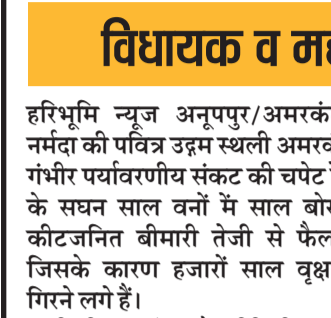 विधायक व
हरिभूमि न्यूज अनूपपुर/अमरकं
नर्मदा की पवित्र उद्गम स्थली अमरक
गंभीर पर्यावरणीय संकट की चपेट
के सघन साल वनों में साल बो
कीटजनित बीमारी तेजी से फैल
जिसके कारण हजारों साल वृक्ष
गिरने लगे हैं।